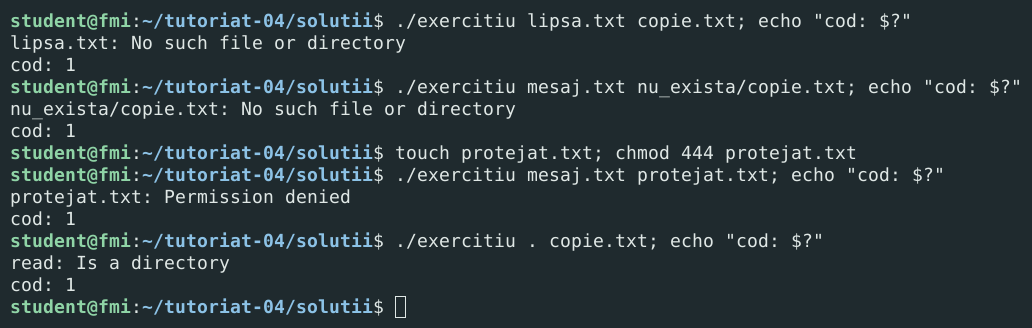 student@fmi:~/tutoriat-04/solutii$ ./exercitiu lipsa.txt copie.txt; echo "cod: $?"
lipsa.txt: No such file or directory
cod: 1
student@fmi:~/tutoriat-04/solutii$ ./exercitiu mesaj.txt nu_exista/copie.txt; echo "cod: $?"
nu_exista/copie.txt: No such file or directory
cod: 1
student@fmi:~/tutoriat-04/solutii$ touch protejat.txt; chmod 444 protejat.txt
student@fmi:~/tutoriat-04/solutii$ ./exercitiu mesaj.txt protejat.txt; echo "cod: $?"
protejat.txt: Permission denied
cod: 1
student@fmi:~/tutoriat-04/solutii$ ./exercitiu . copie.txt; echo "cod: $?"
read: Is a directory
cod: 1
student@fmi:~/tutoriat-04/solutii$